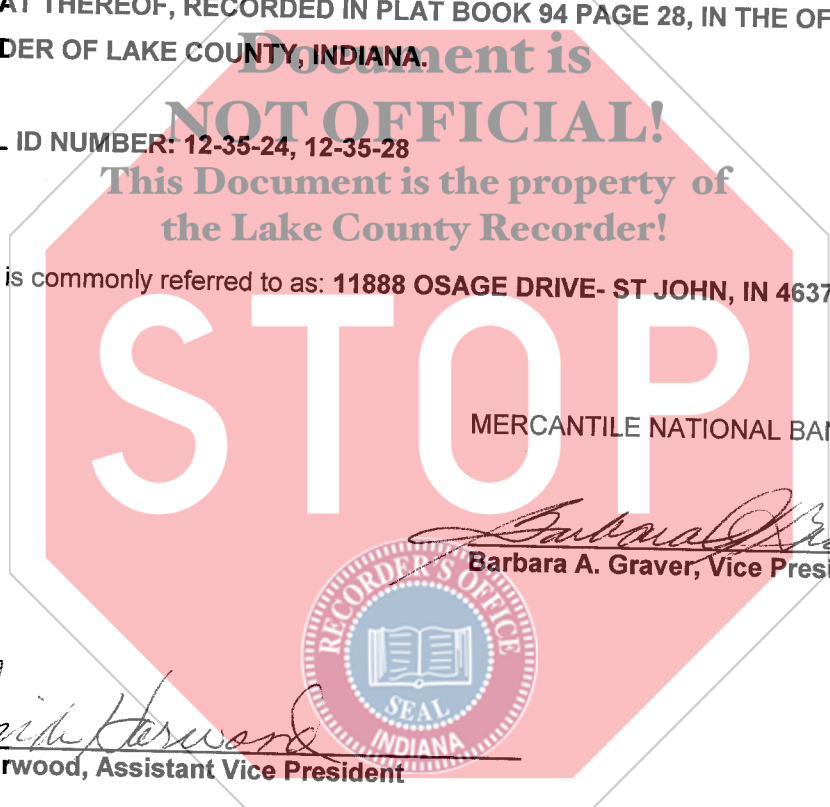 AT THEREOF, RECORDED IN PLAT BOOK 94 PAGE 28, IN THE OF
DER OF LAKE COUNTY, INDIANA.
Document is
NOT OFFICIAL!
ID NUMBER: 12-35-24, 12-35-28
This Document is the property of
the Lake County Recorder!
is commonly referred to as: 11888 OSAGE DRIVE- ST JOHN, IN 4637
STOP
MERCANTILE NATIONAL BAN
Barbara A. Graver, Vice Presi
RECORDER'S OFFICE
SEAL
INDIANA
Harwood
rwood, Assistant Vice President